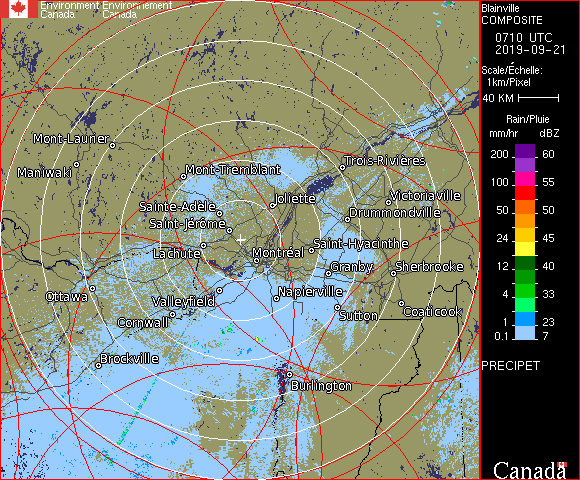 Environment Environnement
Canada Canada
Blainville
COMPOSITE
0710 UTC
2019-09-21
Scale/Échelle:
1km/Pixel
40 KM
Rain/Pluie
mm/hr dBZ
200 60
100 55
50 50
24 45
12 40
4 33
1 23
0.1 7
PRECIPET
Canada
Mont-Laurier
Maniwaki
Mont-Tremblant
Trois-Rivières
Sainte-Adèle
Joliette
Victoriaville
Saint-Jérôme
Drummondville
Lachute
Montréal
Saint-Hyacinthe
Granby
Sherbrooke
Ottawa
Valleyfield
Napierville
Cornwall
Sutton
Coaticook
Brockville
Burlington